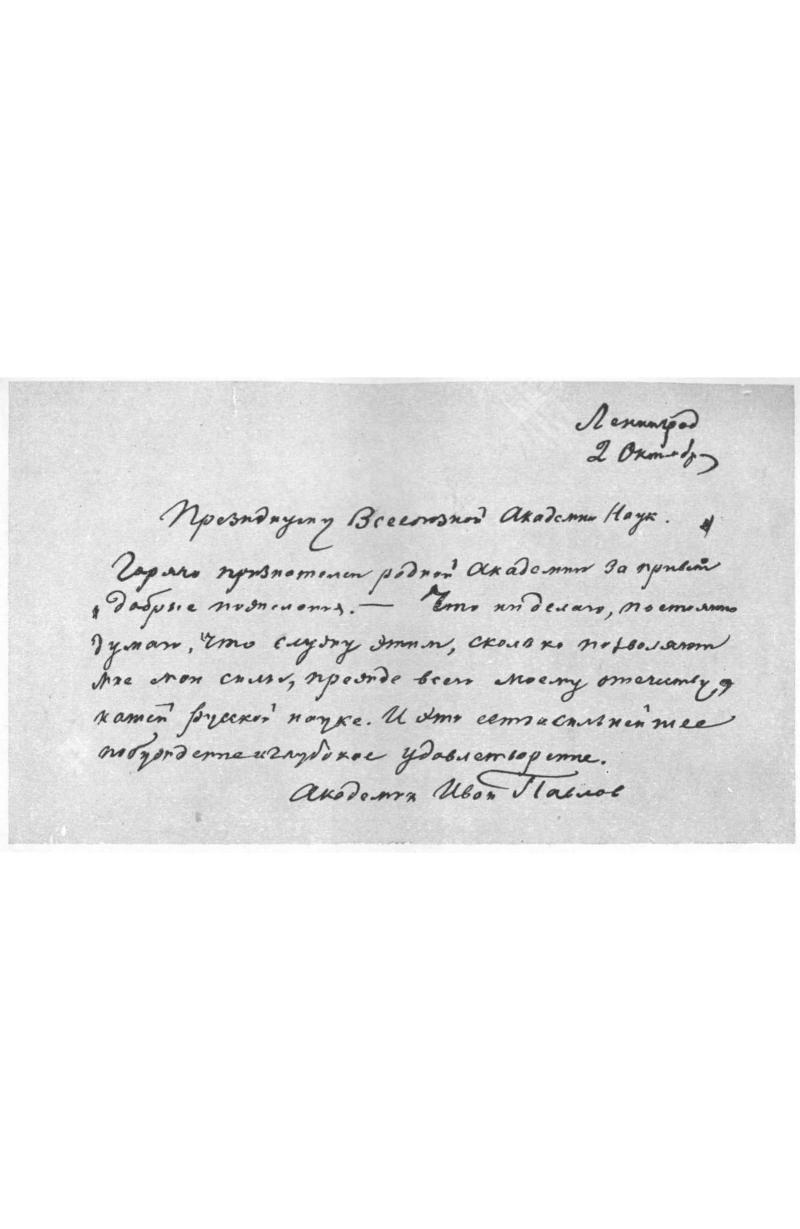 Ленинград
2 Октября
Президиуму Всесоюзной Академии Наук.
Горячо признателен родной Академии за привет и
добрые пожелания. — Что ни делаю, постоянно
думаю, что служу этим, сколько позволяют
мне мои силы, прежде всего моему отечеству,
нашей русской науке. И это есть и сильнейшее
побуждение и глубокое удовлетворение.
Академик Иван Павлов